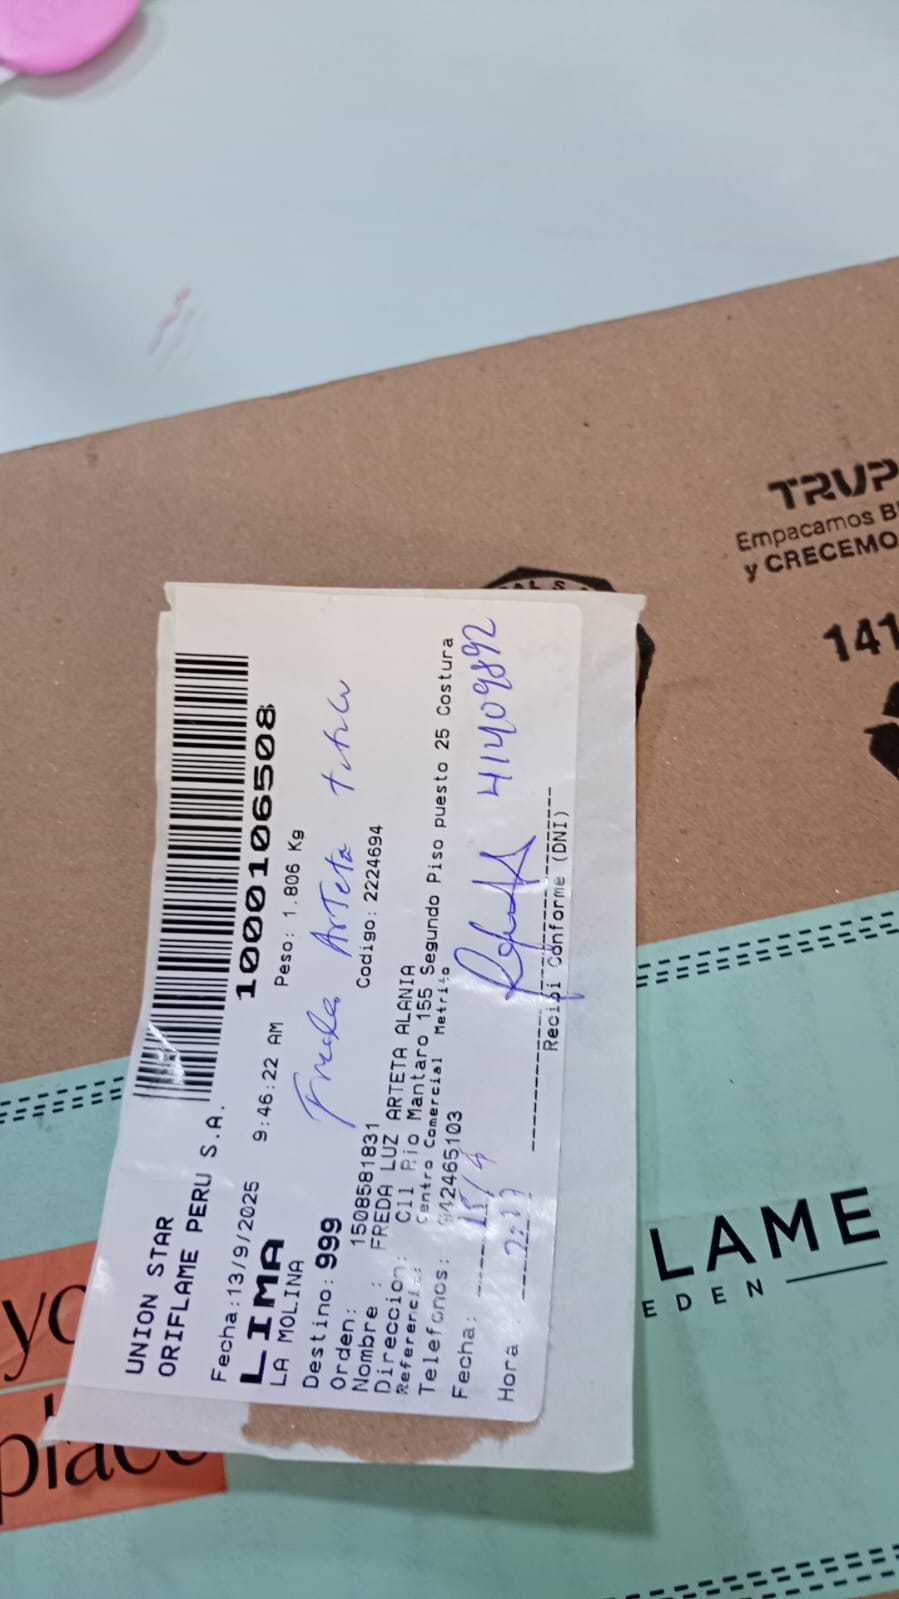 UNION STAR
ORIFLAME PERU S.A.
Fecha:13/9/2025 9:46:22 AM
1000106508
LIMA
LA MOLINA
Peso: 1.806 Kg
Destino: 999
Freda Arteta
Orden: 1508581831
Codigo: 2224694
Nombre : FREDA LUZ ARTETA ALANIA
Direccion: Cll Rio Mantaro 155 Segundo Piso puesto 25 Costura
Referencia: Centro Comercial Metrito
Telefonos: 942465103
Fecha:
41409892
Hora
Recibi Conforme (DNI)
TRUP
Empacamos B
y CRECEMO
141
LAME
EDEN
yo
place